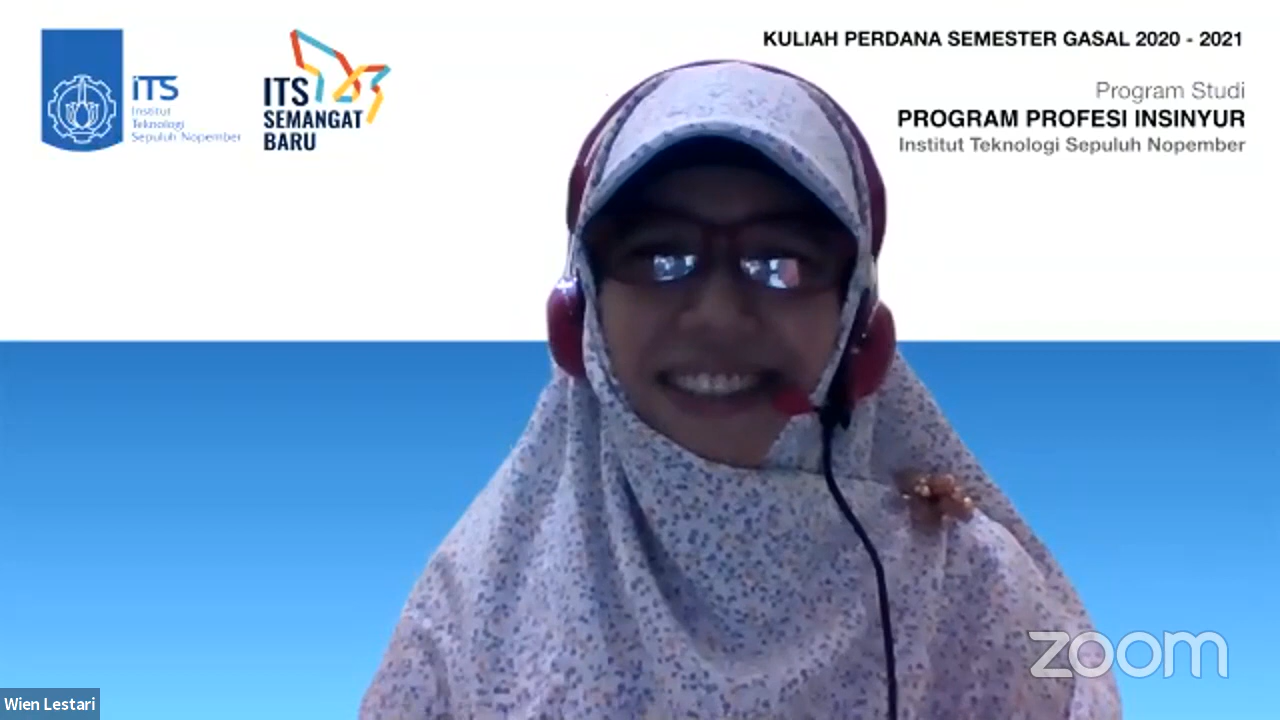 iTS
Institut
Teknologi
Sepuluh Nopember
ITS
SEMANGAT
BARU
KULIAH PERDANA SEMESTER GASAL 2020 - 2021
Program Studi
PROGRAM PROFESI INSINYUR
Institut Teknologi Sepuluh Nopember
zoom
Wien Lestari